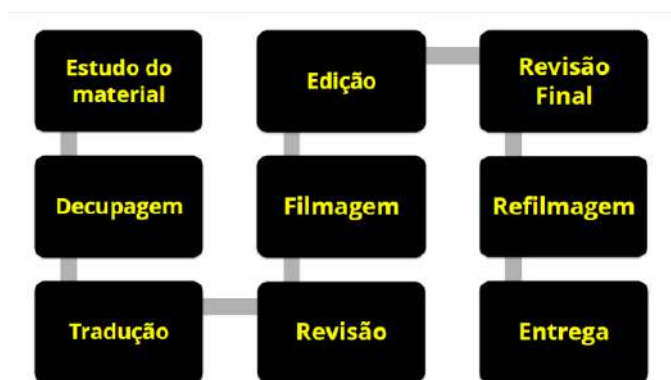 Estudo do
material
Decupagem
Tradução
Revisão
Filmagem
Edição
Revisão
Final
Refilmagem
Entrega